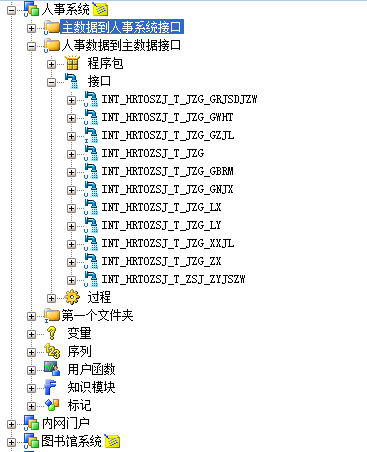 人事系统
主数据到人事系统接口
人事数据到主数据接口
程序包
接口
INT_HRTOSZJ_T_JZG_GRJSDJZW
INT_HRTOSZJ_T_JZG_GWHT
INT_HRTOSZJ_T_JZG_GZJL
INT_HRTOZSJ_T_JZG
INT_HRTOZSJ_T_JZG_GBRM
INT_HRTOZSJ_T_JZG_GNJX
INT_HRTOZSJ_T_JZG_LX
INT_HRTOZSJ_T_JZG_LY
INT_HRTOZSJ_T_JZG_XXJL
INT_HRTOZSJ_T_JZG_ZX
INT_HRTOZSJ_T_ZSJ_ZYJSZW
过程
第一个文件夹
变量
序列
用户函数
知识模块
标记
内网门户
图书馆系统